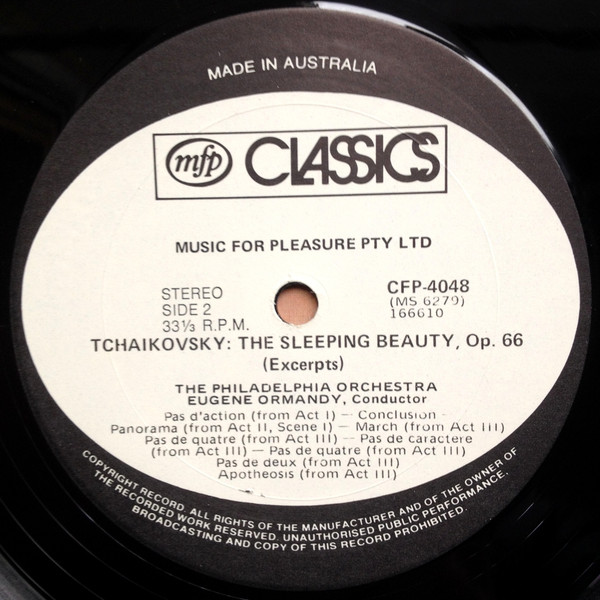 MADE IN AUSTRALIA
mfp CLASSICS
MUSIC FOR PLEASURE PTY LTD
STEREO
SIDE 2
33⅓ R.P.M.
CFP-4048
(MS 6279)
166610
TCHAIKOVSKY: THE SLEEPING BEAUTY, Op. 66
(Excerpts)
THE PHILADELPHIA ORCHESTRA
EUGENE ORMANDY, Conductor
Pas d'action (from Act I) — Conclusion -
Panorama (from Act II, Scene I) — March (from Act III)
Pas de quatre (from Act III) — Pas de caractere
(from Act III) — Pas de quatre (from Act III)
Pas de deux (from Act III)
Apotheosis (from Act III)
COPYRIGHT RECORD. ALL RIGHTS OF THE MANUFACTURER AND OF THE OWNER OF
THE RECORDED WORK RESERVED. UNAUTHORISED PUBLIC PERFORMANCE,
BROADCASTING AND COPY OF THIS RECORD PROHIBITED.